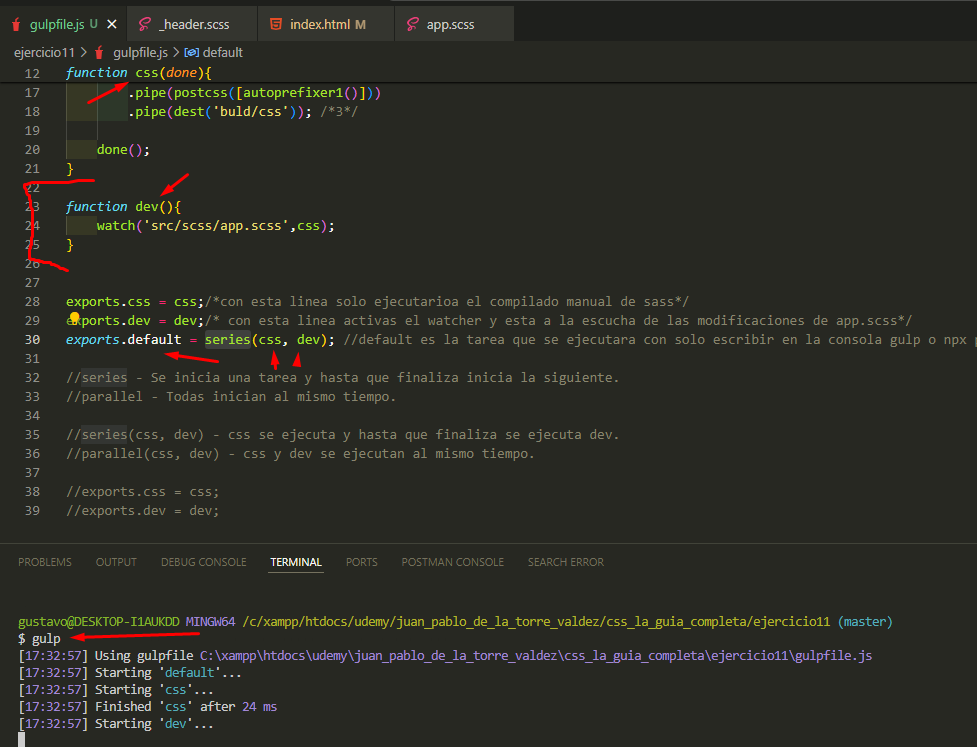 gulpfile.js U ×
_header.scss
index.html M
app.scss
ejercicio11 > gulpfile.js > default
12 function css(done){
17 .pipe(postcss([autoprefixer1()]))
18 .pipe(dest('buld/css')); /*3*/
19
20 done();
21 }
22
23 function dev(){
24 watch('src/scss/app.scss',css);
25 }
26
27
28 exports.css = css;/*con esta linea solo ejecutarioa el compilado manual de sass*/
29 exports.dev = dev;/* con esta linea activas el watcher y esta a la escucha de las modificaciones de app.scss*/
30 exports.default = series(css, dev); //default es la tarea que se ejecutara con solo escribir en la consola gulp o npx
31
32 //series - Se inicia una tarea y hasta que finaliza inicia la siguiente.
33 //parallel - Todas inician al mismo tiempo.
34
35 //series(css, dev) - css se ejecuta y hasta que finaliza se ejecuta dev.
36 //parallel(css, dev) - css y dev se ejecutan al mismo tiempo.
37
38 //exports.css = css;
39 //exports.dev = dev;
PROBLEMS OUTPUT DEBUG CONSOLE TERMINAL PORTS POSTMAN CONSOLE SEARCH ERROR
gustavo@DESKTOP-I1AUKDD MINGW64 /c/xampp/htdocs/udemy/juan_pablo_de_la_torre_valdez/css_la_guia_completa/ejercicio11 (master)
$ gulp
[17:32:57] Using gulpfile C:\xampp\htdocs\udemy\juan_pablo_de_la_torre_valdez\css_la_guia_completa\ejercicio11\gulpfile.js
[17:32:57] Starting 'default'...
[17:32:57] Starting 'css'...
[17:32:57] Finished 'css' after 24 ms
[17:32:57] Starting 'dev'...